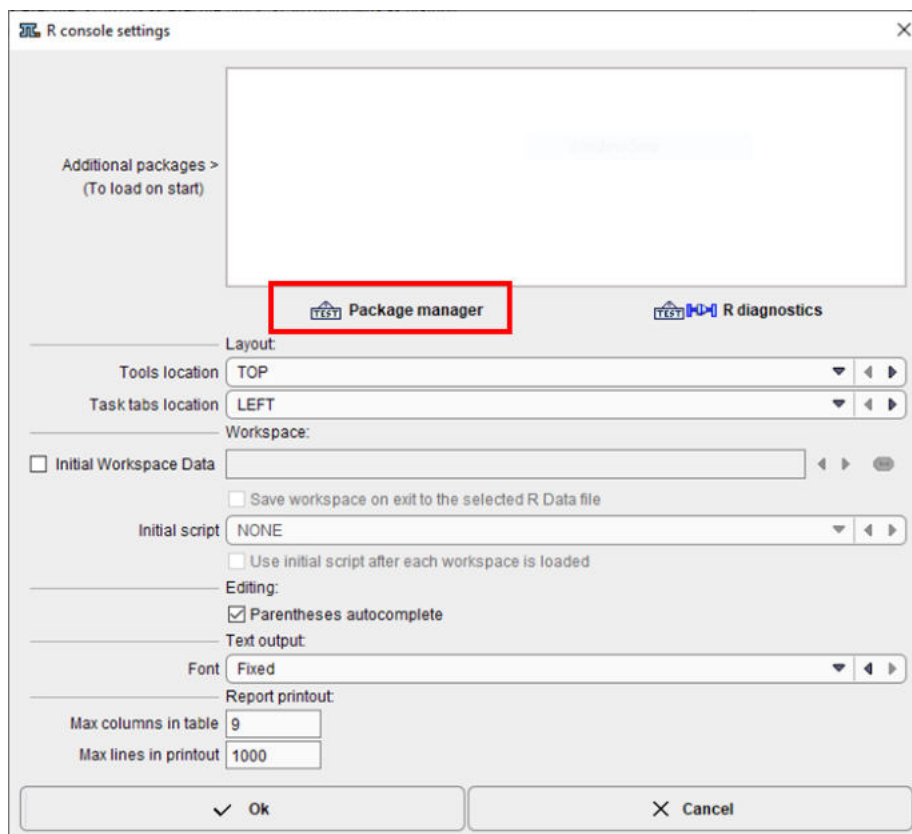 R console settings
Additional packages >
(To load on start)
TEST Package manager
TEST R diagnostics
Layout:
Tools location TOP
Task tabs location LEFT
Workspace:
Initial Workspace Data
Save workspace on exit to the selected R Data file
Initial script NONE
Use initial script after each workspace is loaded
Editing:
Parentheses autocomplete
Text output:
Font Fixed
Report printout:
Max columns in table 9
Max lines in printout 1000
Ok
Cancel